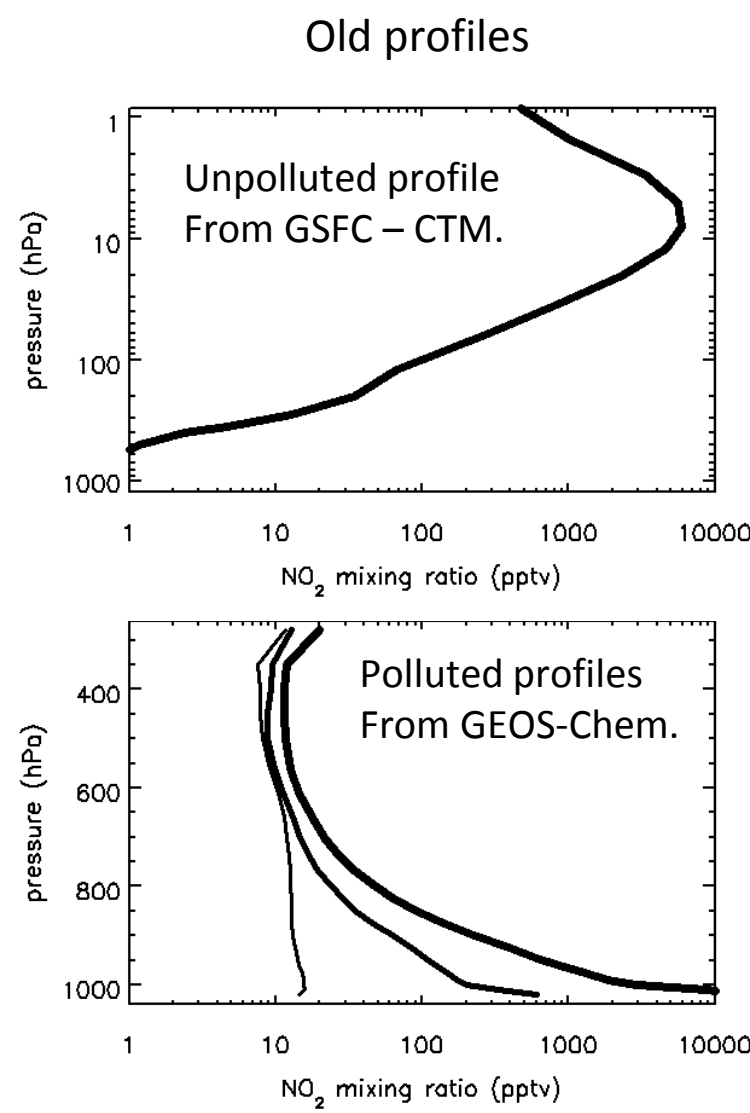 Old profiles
1
10
100
1000
pressure (hPa)
Unpolluted profile
From GSFC – CTM.
1 10 100 1000 10000
NO2 mixing ratio (pptv)
400
600
800
1000
pressure (hPa)
Polluted profiles
From GEOS-Chem.
1 10 100 1000 10000
NO2 mixing ratio (pptv)